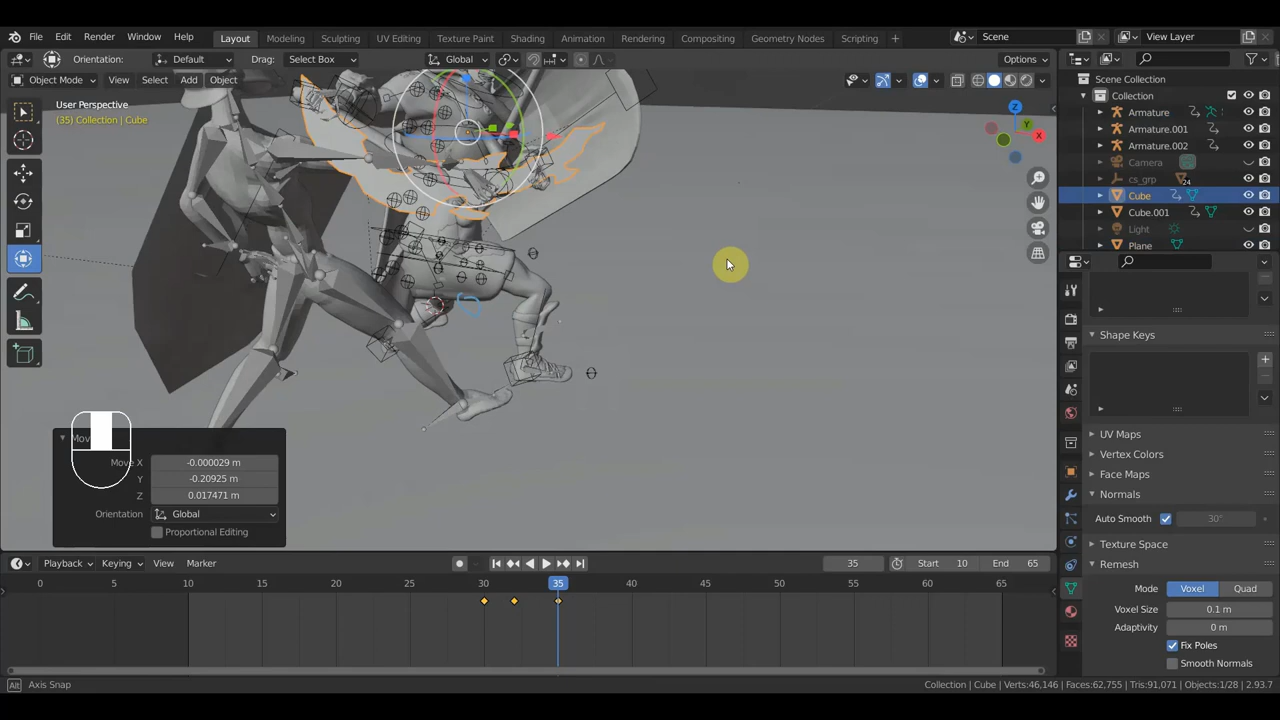 File Edit Render Window Help Layout Modeling Sculpting UV Editing Texture Paint Shading Animation Rendering Compositing Geometry Nodes Scripting + Scene View Layer
Orientation: Default Drag: Select Box Global Options
Object Mode View Select Add Object
User Perspective
(35) Collection | Cube
Z
Y
X
Scene Collection
Collection
Armature
Armature.001
Armature.002
Camera
cs_grp 24
Cube
Cube.001
Light
Plane
Shape Keys
UV Maps
Vertex Colors
Face Maps
Normals
Auto Smooth 30°
Texture Space
Remesh
Mode Voxel Quad
Voxel Size 0.1 m
Adaptivity 0 m
Fix Poles
Smooth Normals
Move X -0.000029 m
Y -0.20925 m
Z 0.017471 m
Orientation Global
Proportional Editing
Playback Keying View Marker 35 Start 10 End 65
0 5 10 15 20 25 30 35 40 45 50 55 60 65
Alt Axis Snap Collection | Cube | Verts:46,146 | Faces:62,755 | Tris:91,071 | Objects:1/28 | 2.93.7